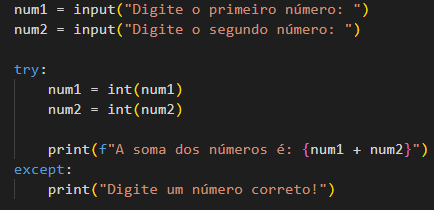 num1 = input("Digite o primeiro número: ")
num2 = input("Digite o segundo número: ")

try:
    num1 = int(num1)
    num2 = int(num2)

    print(f"A soma dos números é: {num1 + num2}")
except:
    print("Digite um número correto!")